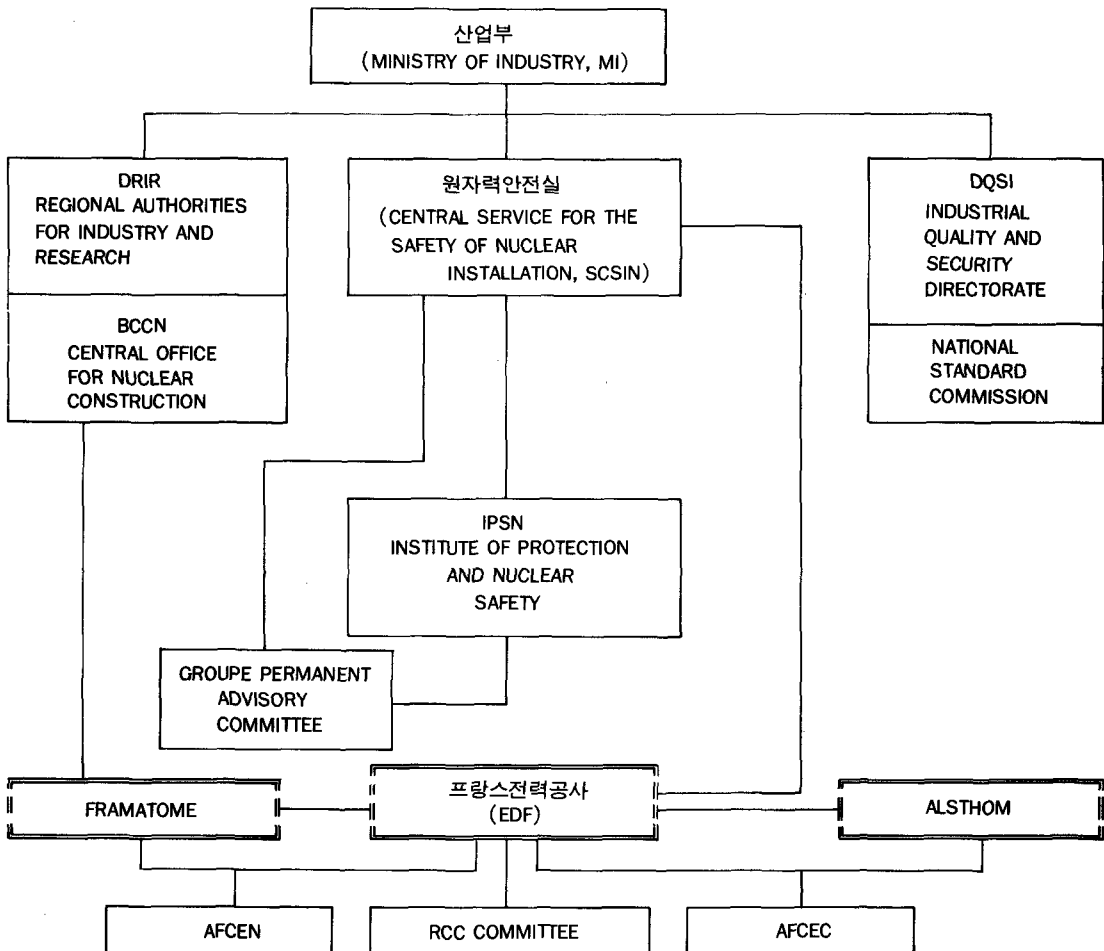 산업부
(MINISTRY OF INDUSTRY, MI)
DRIR
REGIONAL AUTHORITIES
FOR INDUSTRY AND
RESEARCH
BCCN
CENTRAL OFFICE
FOR NUCLEAR
CONSTRUCTION
원자력안전실
(CENTRAL SERVICE FOR THE
SAFETY OF NUCLEAR
INSTALLATION, SCSIN)
DQSI
INDUSTRIAL
QUALITY AND
SECURITY
DIRECTORATE
NATIONAL
STANDARD
COMMISSION
IPSN
INSTITUTE OF PROTECTION
AND NUCLEAR
SAFETY
GROUPE PERMANENT
ADVISORY
COMMITTEE
FRAMATOME
프랑스전력공사
(EDF)
ALSTHOM
AFCEN
RCC COMMITTEE
AFCEC